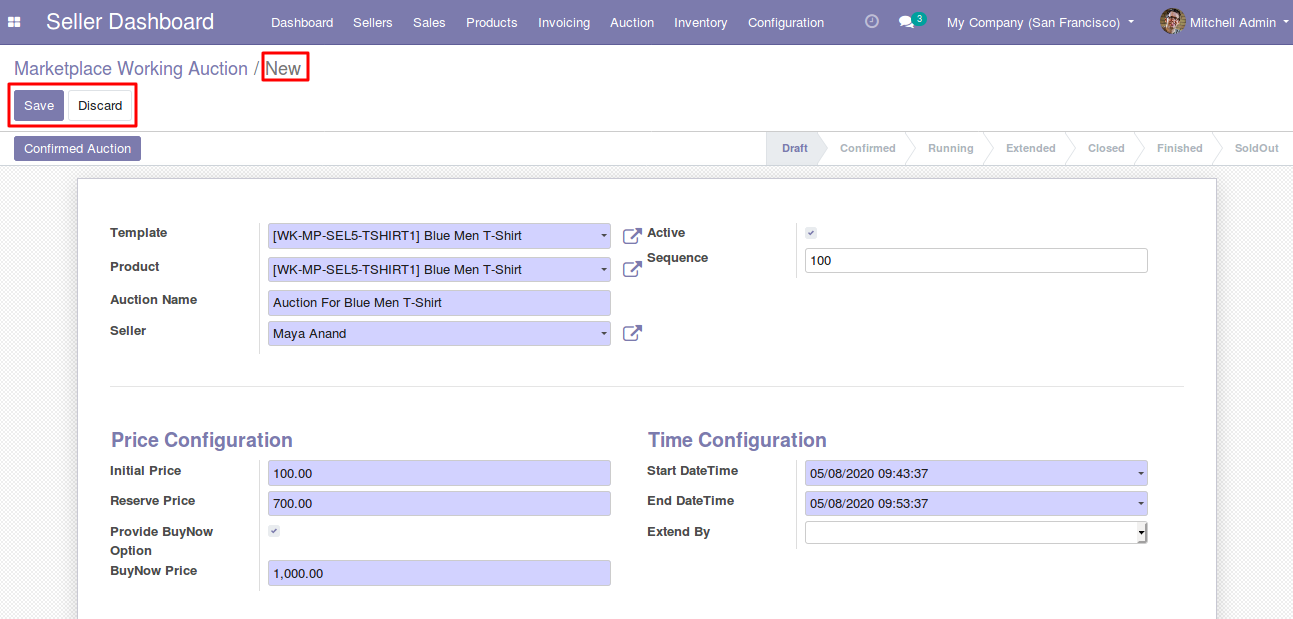 Seller Dashboard Dashboard Sellers Sales Products Invoicing Auction Inventory Configuration 3 My Company (San Francisco) Mitchell Admin
Marketplace Working Auction / New
Save Discard
Confirmed Auction Draft Confirmed Running Extended Closed Finished SoldOut
Template [WK-MP-SEL5-TSHIRT1] Blue Men T-Shirt
Product [WK-MP-SEL5-TSHIRT1] Blue Men T-Shirt
Auction Name Auction For Blue Men T-Shirt
Seller Maya Anand
Active
Sequence 100
Price Configuration
Initial Price 100.00
Reserve Price 700.00
Provide BuyNow
Option
BuyNow Price 1,000.00
Time Configuration
Start DateTime 05/08/2020 09:43:37
End DateTime 05/08/2020 09:53:37
Extend By